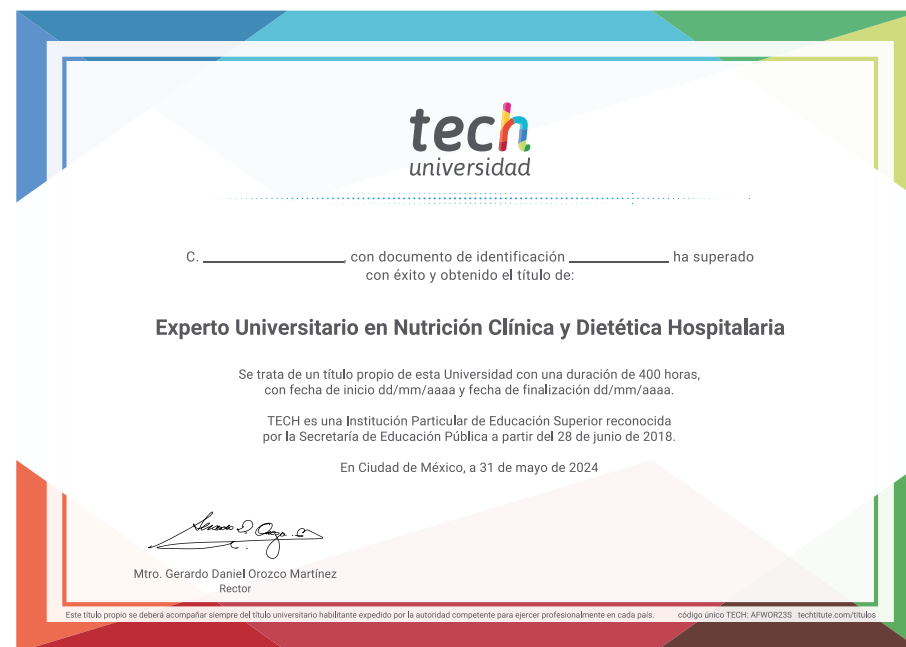 tech
universidad
C. ____________, con documento de identificación ____________ ha superado
con éxito y obtenido el título de:
Experto Universitario en Nutrición Clínica y Dietética Hospitalaria
Se trata de un título propio de esta Universidad con una duración de 400 horas,
con fecha de inicio dd/mm/aaaa y fecha de finalización dd/mm/aaaa.
TECH es una Institución Particular de Educación Superior reconocida
por la Secretaría de Educación Pública a partir del 28 de junio de 2018.
En Ciudad de México, a 31 de mayo de 2024
Mtro. Gerardo Daniel Orozco Martínez
Rector
Este título propio se deberá acompañar siempre del título universitario habilitante expedido por la autoridad competente para ejercer profesionalmente en cada país. código único TECH: AFWOR23S techtitute.com/titulos